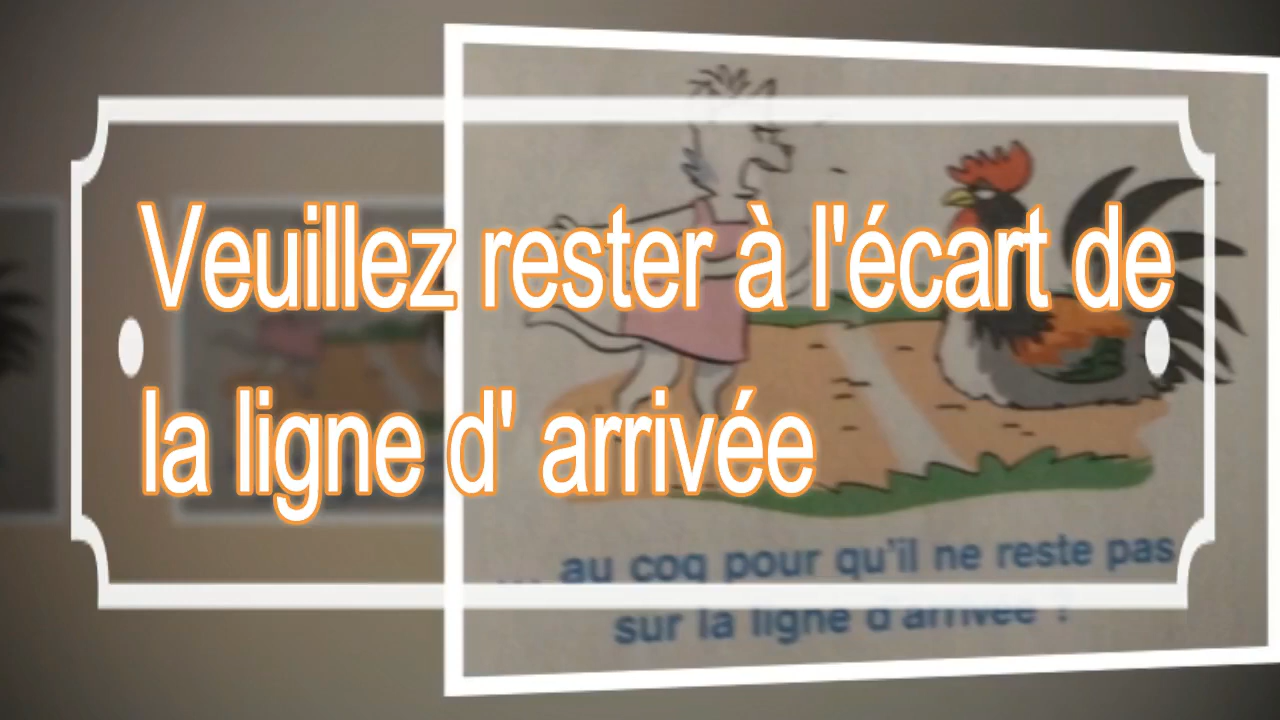 Veuillez rester à l'écart de
la ligne d' arrivée
... au coq pour qu'il ne reste pas
sur la ligne d'arrivée !